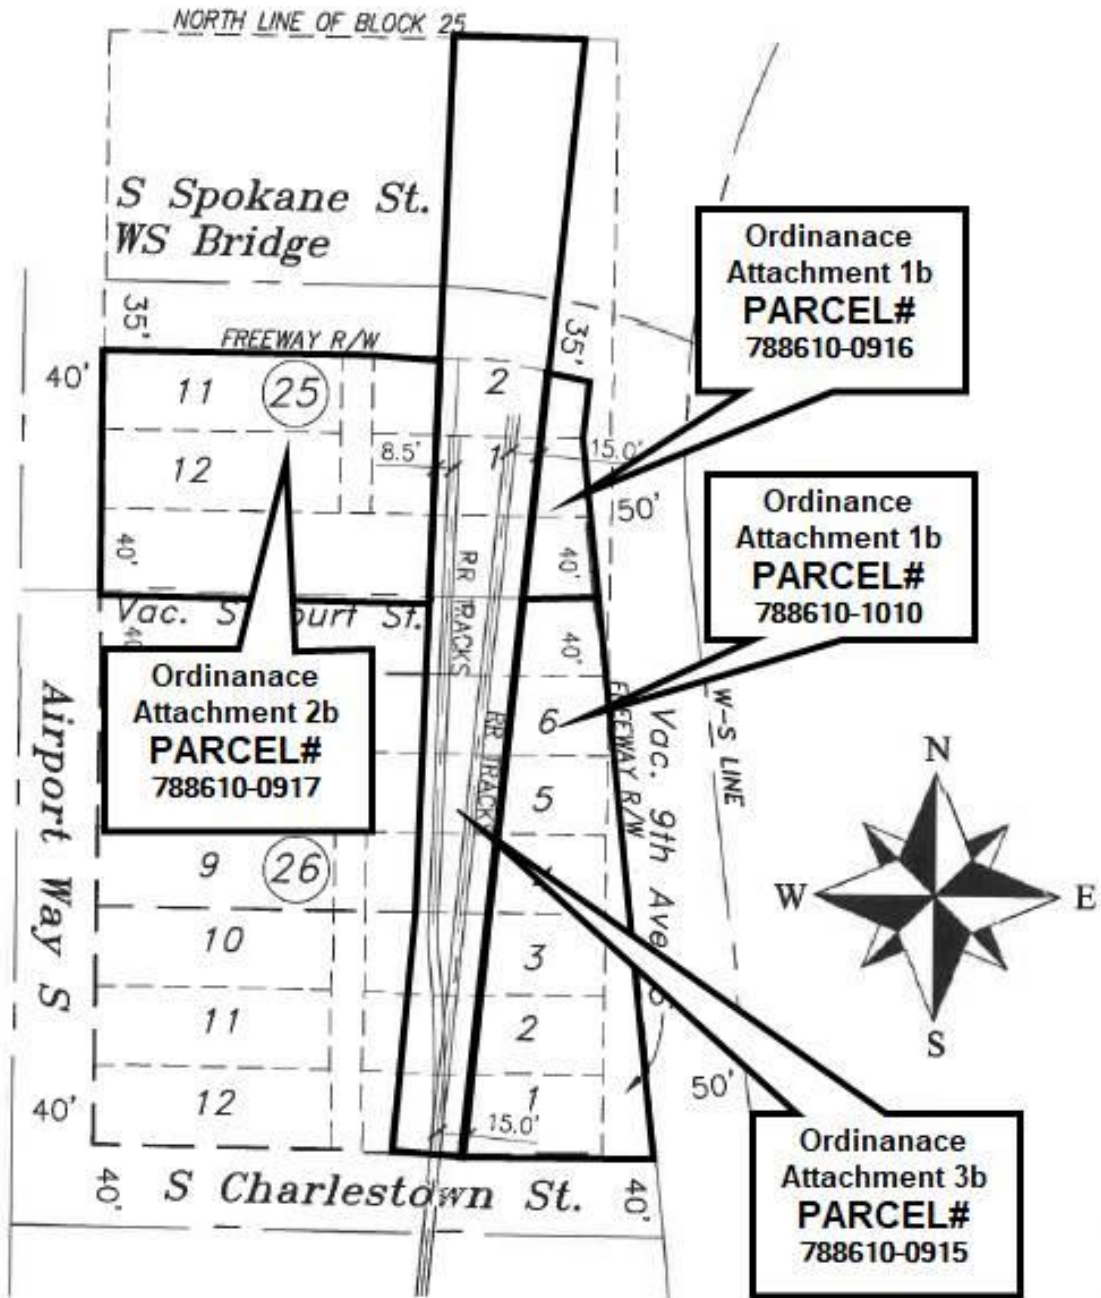 NORTH LINE OF BLOCK 25
S Spokane St.
WS Bridge
35'
FREEWAY R/W
40'
11
25
12
8.5'
2
1
35'
15.0'
50'
40'
40'
Ordinanace
Attachment 1b
PARCEL#
788610-0916
Ordinance
Attachment 1b
PARCEL#
788610-1010
Vac. S
ourt St.
RR TRACKS
RR TRACKS
40'
Ordinanace
Attachment 2b
PARCEL#
788610-0917
Airport Way S
9
26
10
11
12
40'
6
5
3
2
1
15.0'
FREEWAY R/W
Vac. 9th Ave
W-S LINE
50'
N
W
E
S
40'
S Charlestown St.
40'
Ordinanace
Attachment 3b
PARCEL#
788610-0915